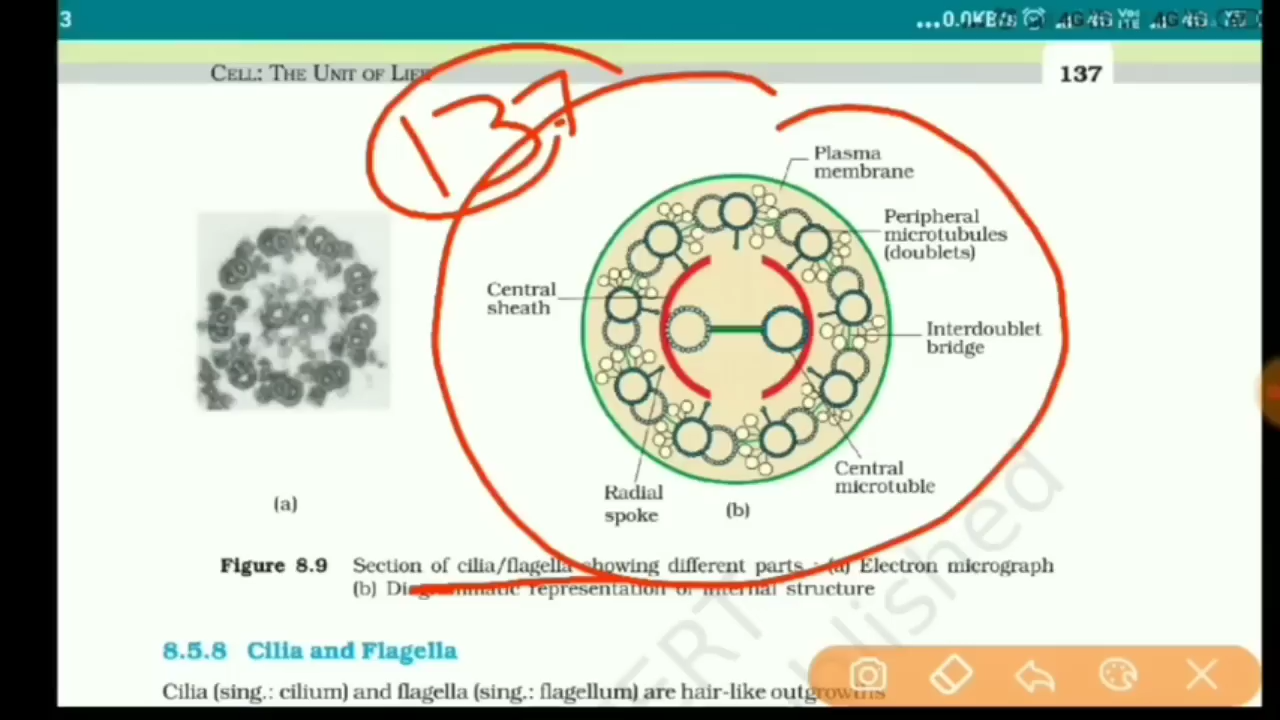 3
...0.0KB/s
CELL: THE UNIT OF LIFE
137
137
Plasma
membrane
Peripheral
microtubules
(doublets)
Central
sheath
Interdoublet
bridge
Central
microtuble
Radial
spoke
(a)
(b)
Figure 8.9 Section of cilia/flagella showing different parts : (a) Electron micrograph
(b) Diagrammatic representation of internal structure
8.5.8 Cilia and Flagella
Cilia (sing.: cilium) and flagella (sing.: flagellum) are hair-like outgrowths